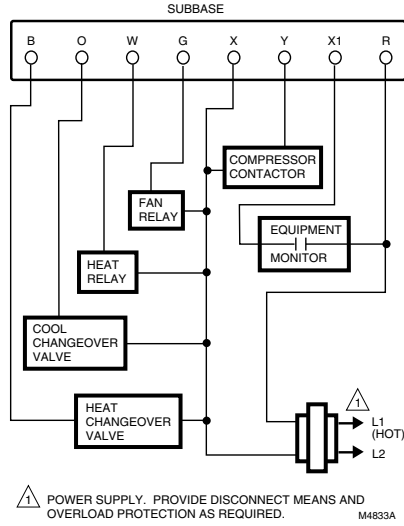 SUBBASE
B O W G X Y X1 R
COMPRESSOR
CONTACTOR
FAN
RELAY
EQUIPMENT
MONITOR
HEAT
RELAY
COOL
CHANGEOVER
VALVE
HEAT
CHANGEOVER
VALVE
1
L1
(HOT)
L2
1 POWER SUPPLY. PROVIDE DISCONNECT MEANS AND
OVERLOAD PROTECTION AS REQUIRED.
M4833A